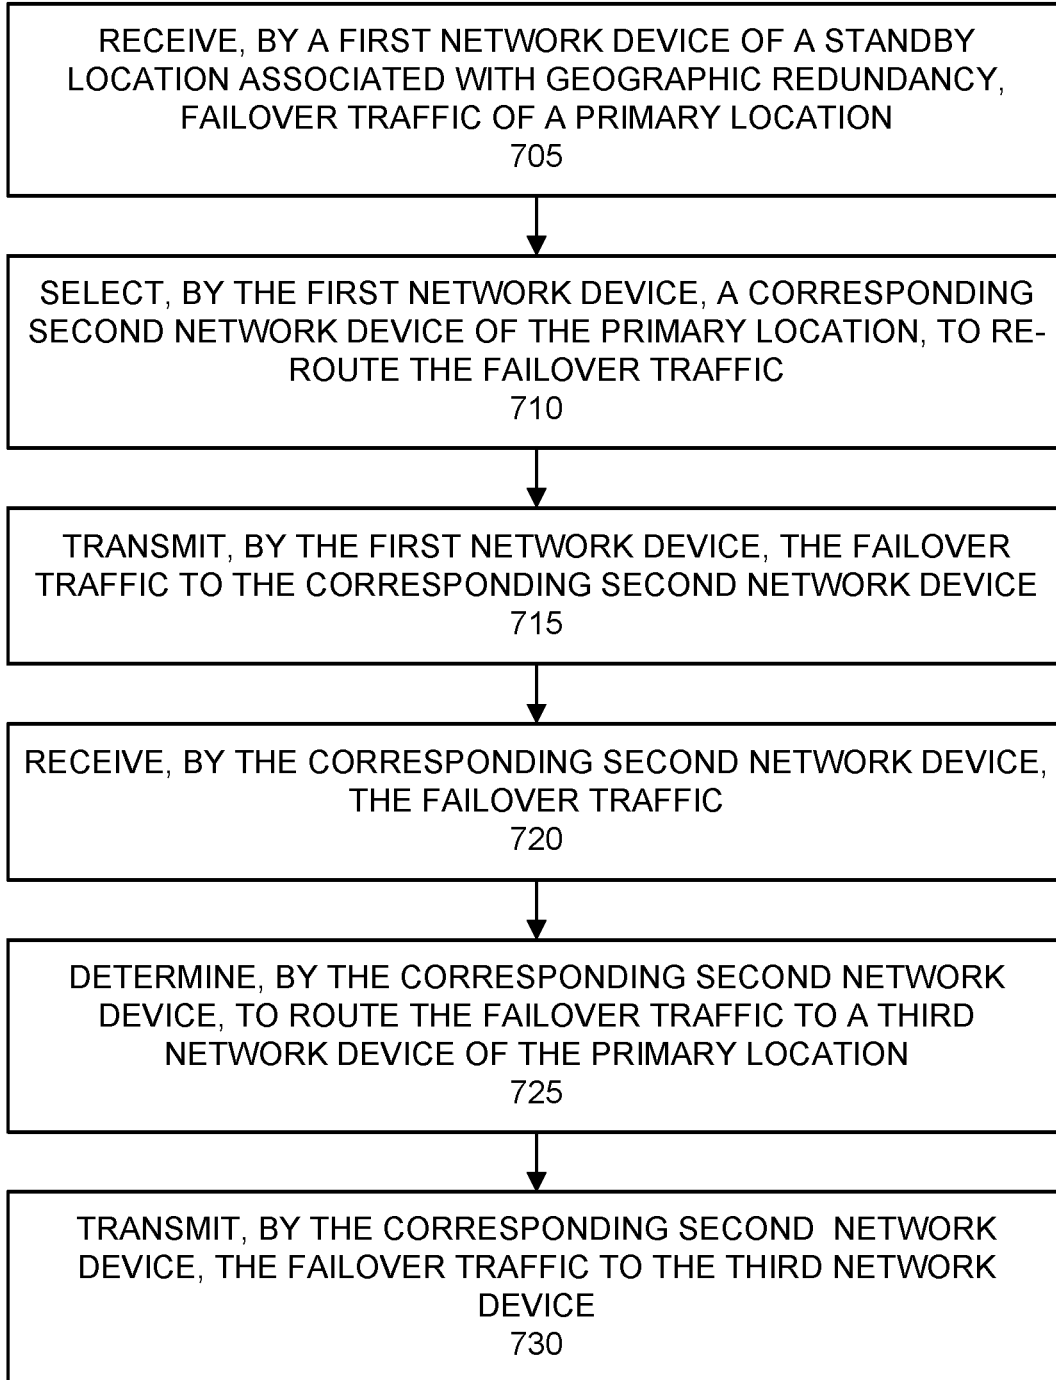 RECEIVE, BY A FIRST NETWORK DEVICE OF A STANDBY
LOCATION ASSOCIATED WITH GEOGRAPHIC REDUNDANCY,
FAILOVER TRAFFIC OF A PRIMARY LOCATION
705
SELECT, BY THE FIRST NETWORK DEVICE, A CORRESPONDING
SECOND NETWORK DEVICE OF THE PRIMARY LOCATION, TO RE-
ROUTE THE FAILOVER TRAFFIC
710
TRANSMIT, BY THE FIRST NETWORK DEVICE, THE FAILOVER
TRAFFIC TO THE CORRESPONDING SECOND NETWORK DEVICE
715
RECEIVE, BY THE CORRESPONDING SECOND NETWORK DEVICE,
THE FAILOVER TRAFFIC
720
DETERMINE, BY THE CORRESPONDING SECOND NETWORK
DEVICE, TO ROUTE THE FAILOVER TRAFFIC TO A THIRD
NETWORK DEVICE OF THE PRIMARY LOCATION
725
TRANSMIT, BY THE CORRESPONDING SECOND NETWORK
DEVICE, THE FAILOVER TRAFFIC TO THE THIRD NETWORK
DEVICE
730